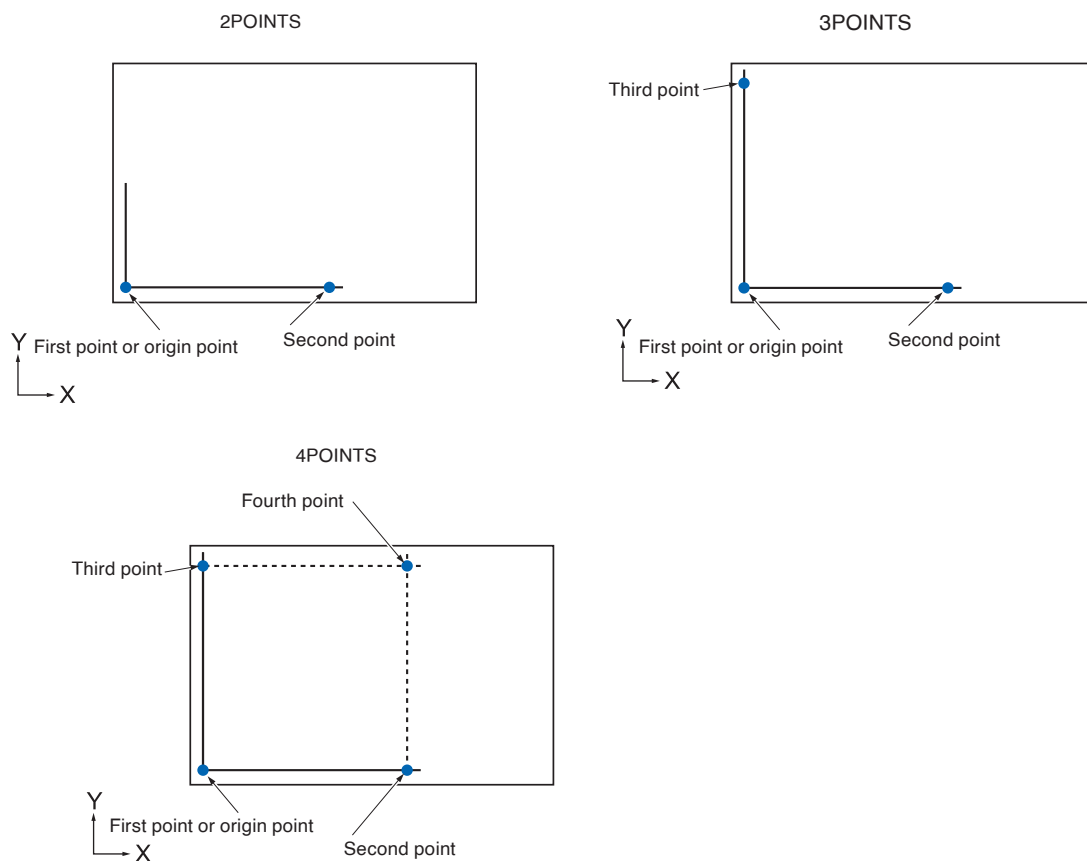 2POINTS
First point or origin point
Second point
Y
X
3POINTS
Third point
First point or origin point
Second point
Y
X
4POINTS
Fourth point
Third point
First point or origin point
Second point
Y
X